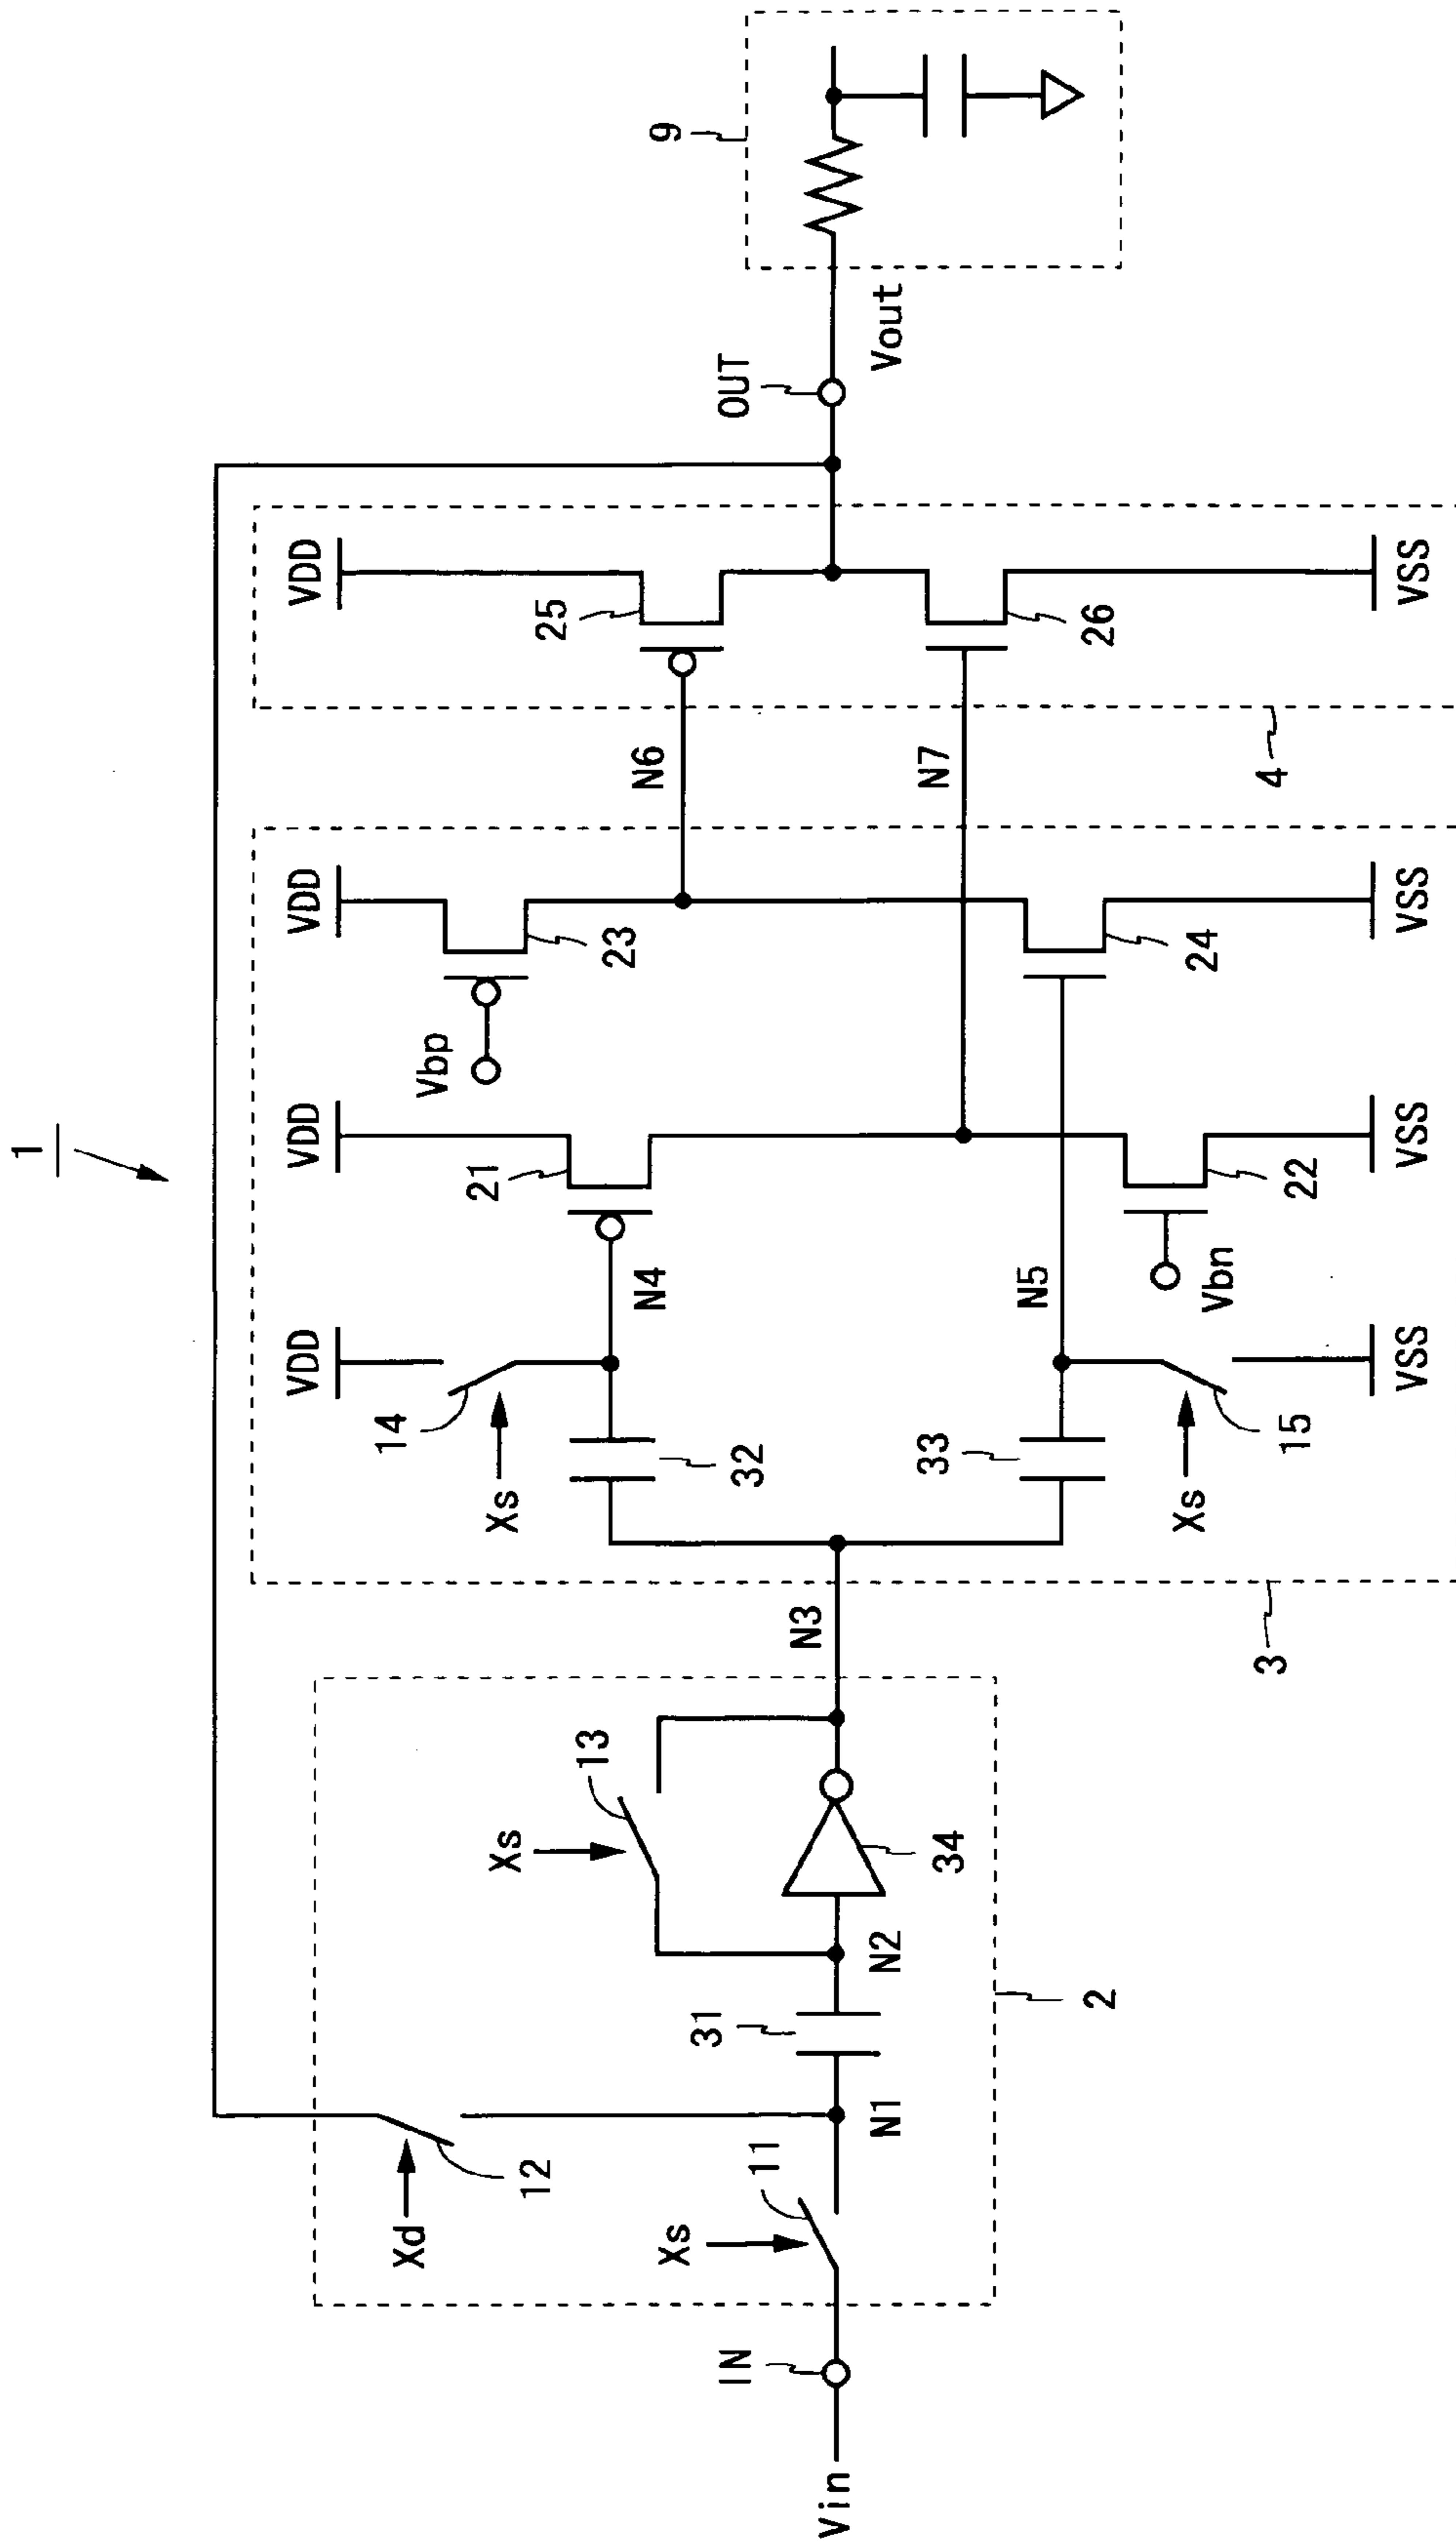 1
Vin
IN
Xs
11
Xd
12
N1
31
N2
Xs
13
34
2
N3
3
VDD
14
Xs
32
N4
33
N5
Xs
15
VSS
VDD
21
Vbn
22
VSS
Vbp
VDD
23
24
VSS
N6
N7
4
VDD
25
26
VSS
OUT
Vout
9